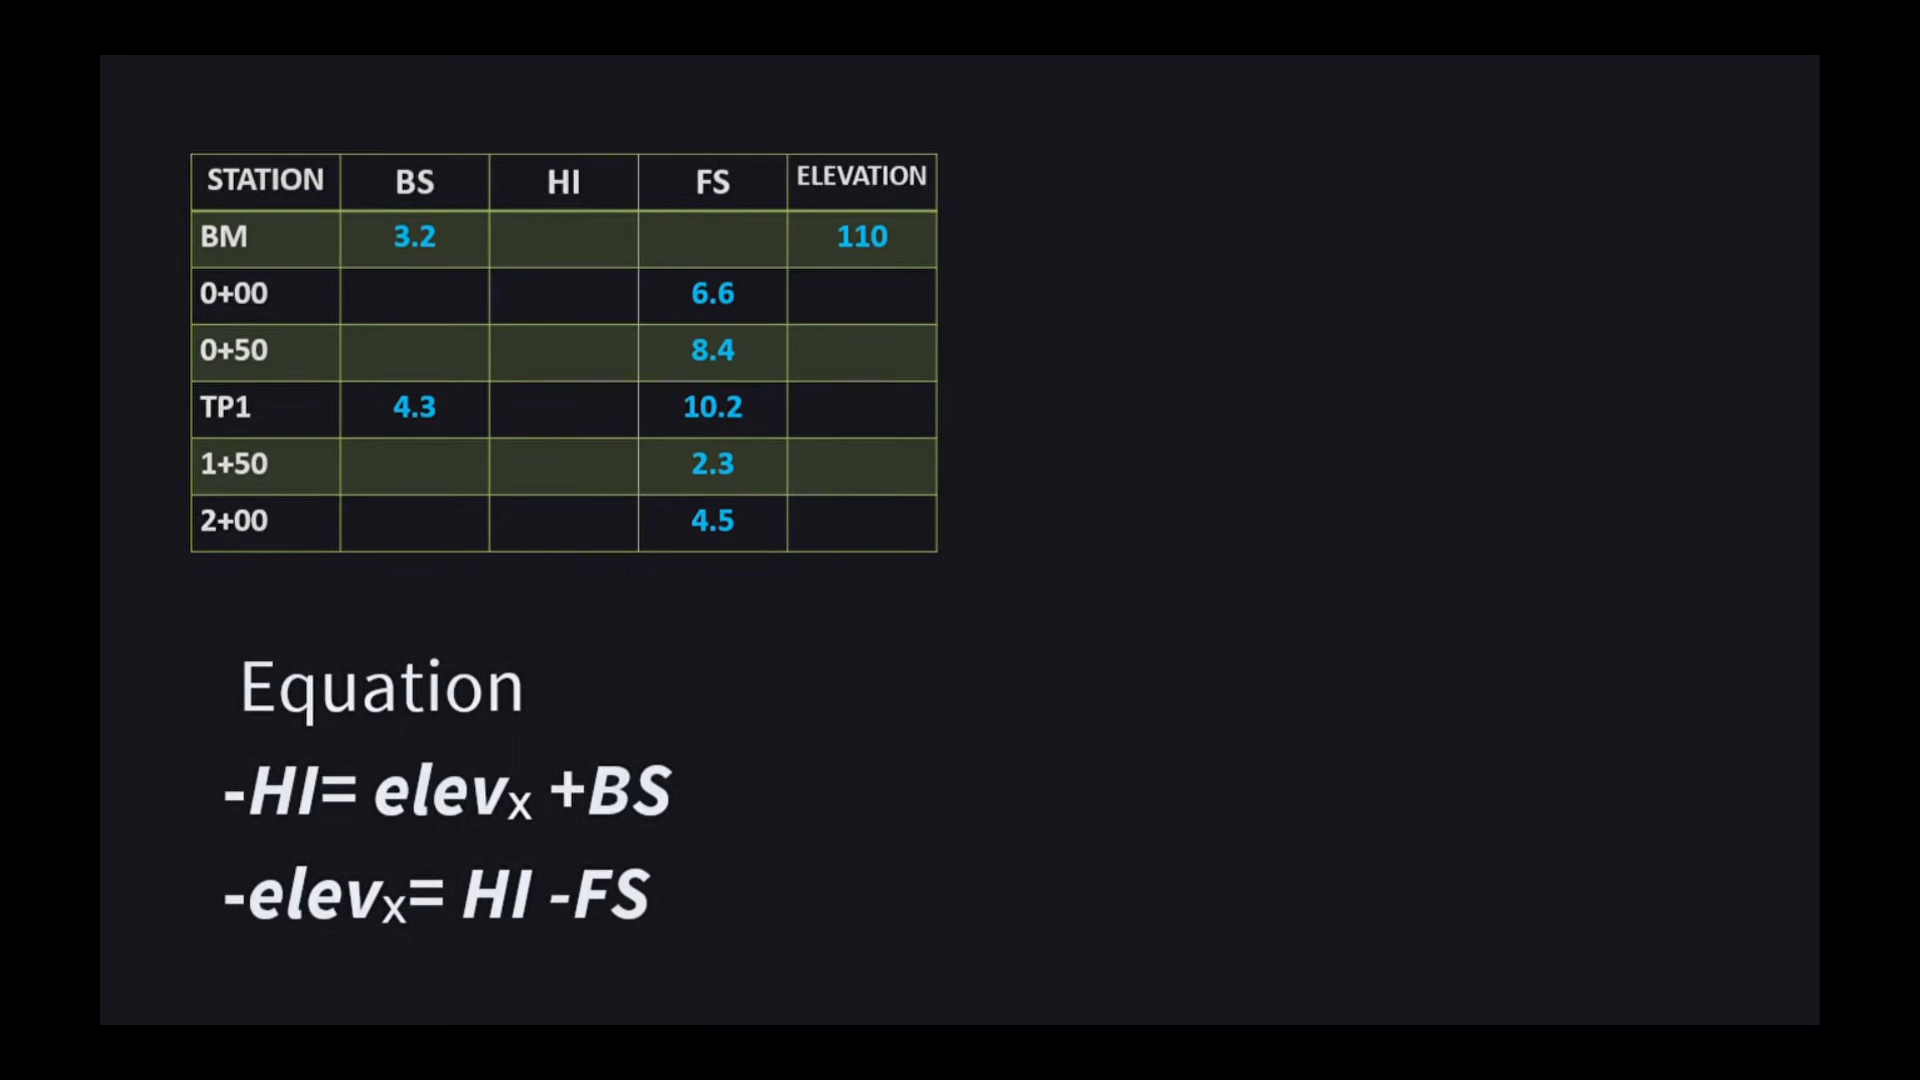 STATION BS HI FS ELEVATION
BM 3.2 110
0+00 6.6
0+50 8.4
TP1 4.3 10.2
1+50 2.3
2+00 4.5
Equation
-HI= elevx +BS
-elevx= HI -FS